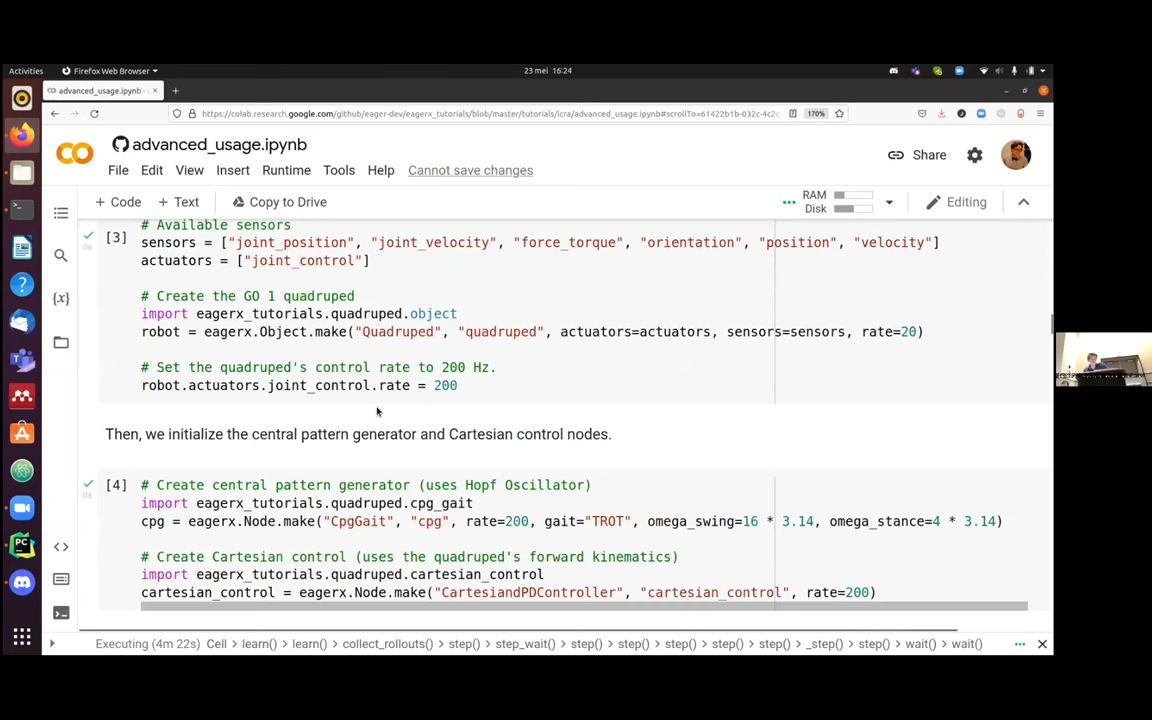 Activities
Firefox Web Browser
23 mei 16:24
advanced_usage.ipynb -
https://colab.research.google.com/github/eager-dev/eagerx_tutorials/blob/master/tutorials/icra/advanced_usage.ipynb#scrollTo=61422b1b-032c-4c2c
170%
advanced_usage.ipynb
Share
File Edit View Insert Runtime Tools Help Cannot save changes
+ Code + Text Copy to Drive
RAM
Disk
Editing
# Available sensors
[3] sensors = ["joint_position", "joint_velocity", "force_torque", "orientation", "position", "velocity"]
0s
actuators = ["joint_control"]
# Create the GO 1 quadruped
import eagerx_tutorials.quadruped.object
robot = eagerx.Object.make("Quadruped", "quadruped", actuators=actuators, sensors=sensors, rate=20)
# Set the quadruped's control rate to 200 Hz.
robot.actuators.joint_control.rate = 200
Then, we initialize the central pattern generator and Cartesian control nodes.
[4] # Create central pattern generator (uses Hopf Oscillator)
0s
import eagerx_tutorials.quadruped.cpg_gait
cpg = eagerx.Node.make("CpgGait", "cpg", rate=200, gait="TROT", omega_swing=16 * 3.14, omega_stance=4 * 3.14)
# Create Cartesian control (uses the quadruped's forward kinematics)
import eagerx_tutorials.quadruped.cartesian_control
cartesian_control = eagerx.Node.make("CartesiandPDController", "cartesian_control", rate=200)
Executing (4m 22s) Cell > learn() > learn() > collect_rollouts() > step() > step_wait() > step() > step() > step() > step() > _step() > step() > wait() > wait()